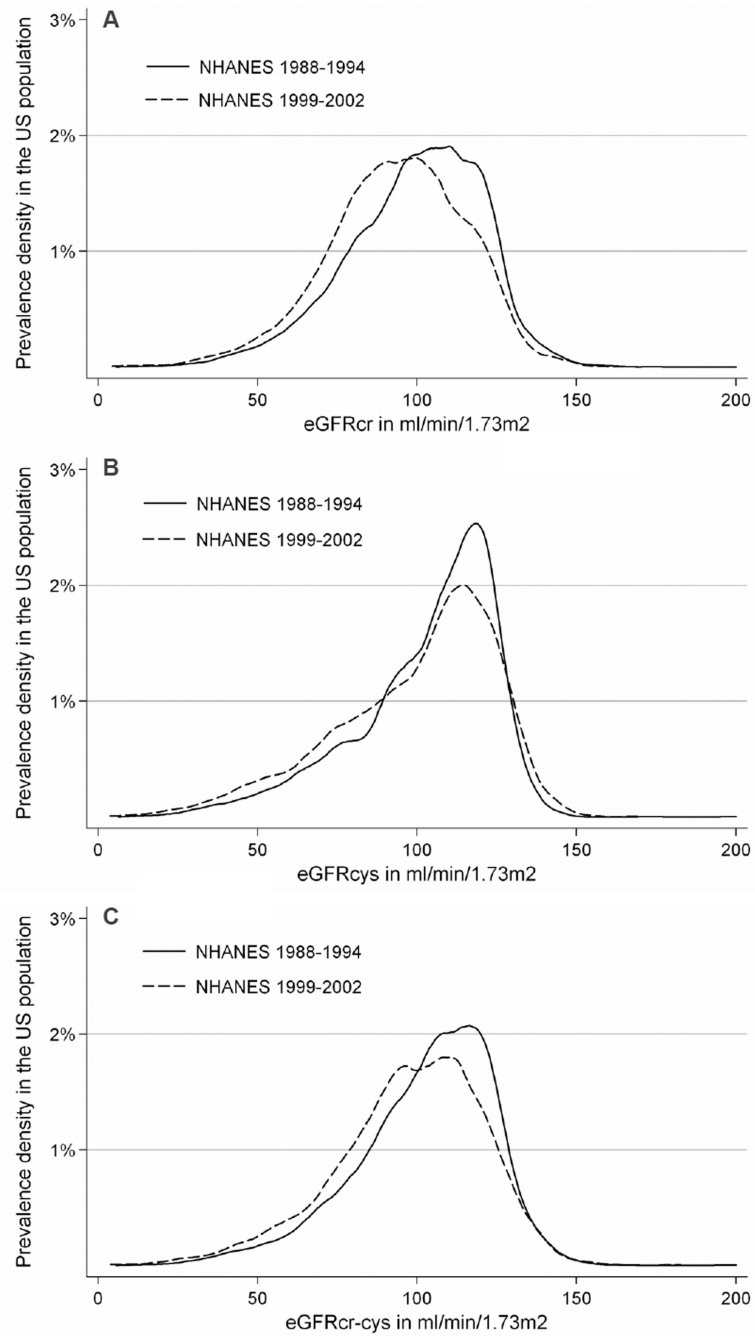 A
Prevalence density in the US population
3%
2%
1%
NHANES 1988-1994
NHANES 1999-2002
0 50 100 150 200
eGFRcr in ml/min/1.73m2
B
Prevalence density in the US population
3%
2%
1%
NHANES 1988-1994
NHANES 1999-2002
0 50 100 150 200
eGFRcys in ml/min/1.73m2
C
Prevalence density in the US population
3%
2%
1%
NHANES 1988-1994
NHANES 1999-2002
0 50 100 150 200
eGFRcr-cys in ml/min/1.73m2